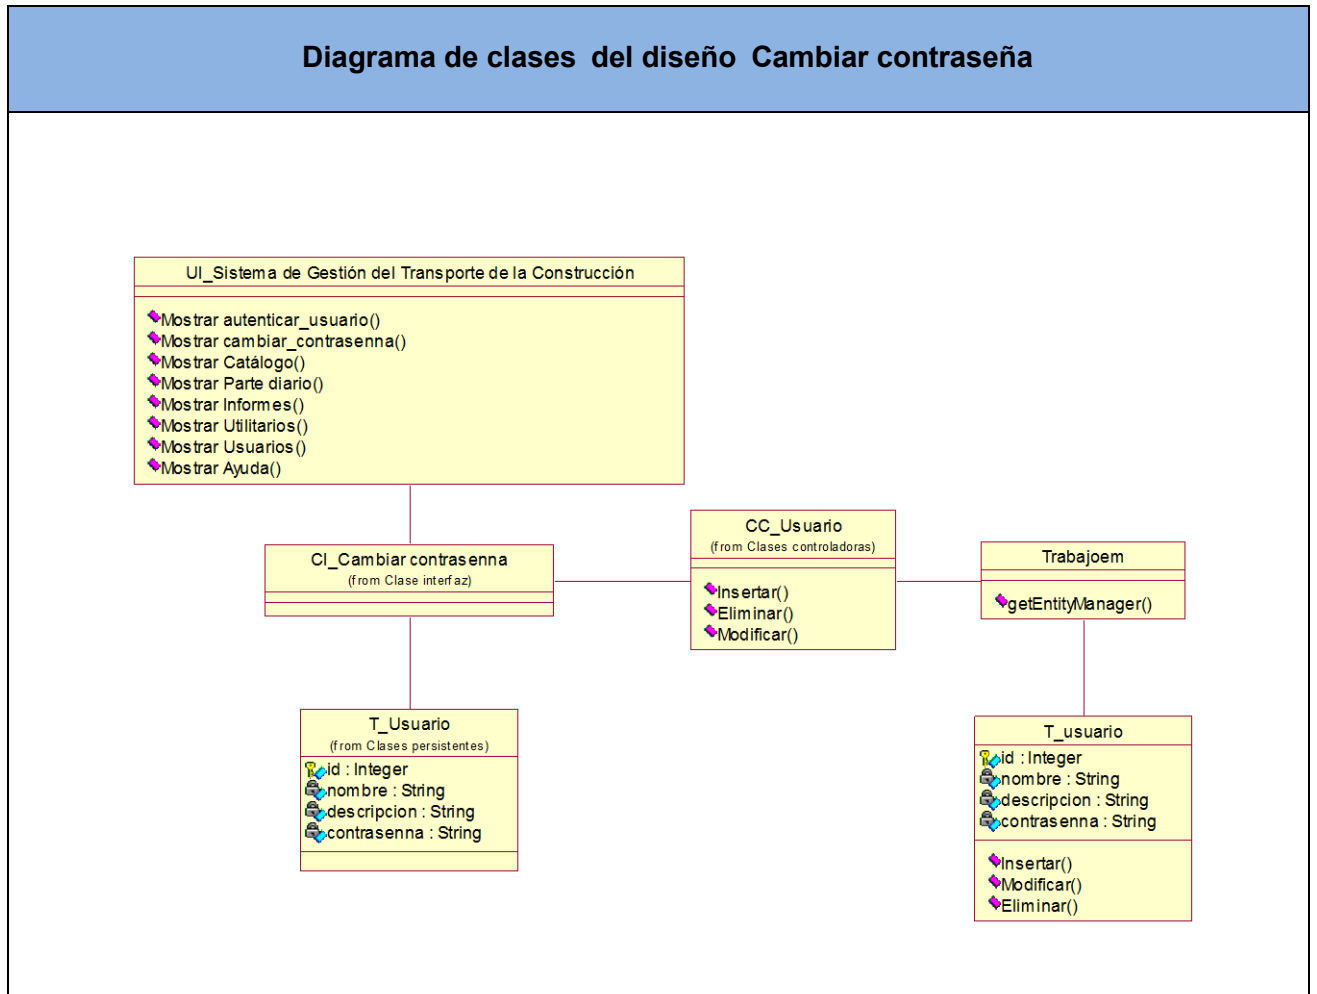 Diagrama de clases del diseño Cambiar contraseña
UI_Sistema de Gestión del Transporte de la Construcción
Mostrar autenticar_usuario()
Mostrar cambiar_contrasenna()
Mostrar Catálogo()
Mostrar Parte diario()
Mostrar Informes()
Mostrar Utilitarios()
Mostrar Usuarios()
Mostrar Ayuda()
CI_Cambiar contrasenna
(from Clase interfaz)
CC_Usuario
(from Clases controladoras)
Insertar()
Eliminar()
Modificar()
Trabajoem
getEntityManager()
T_Usuario
(from Clases persistentes)
id : Integer
nombre : String
descripcion : String
contrasenna : String
T_usuario
id : Integer
nombre : String
descripcion : String
contrasenna : String
Insertar()
Modificar()
Eliminar()